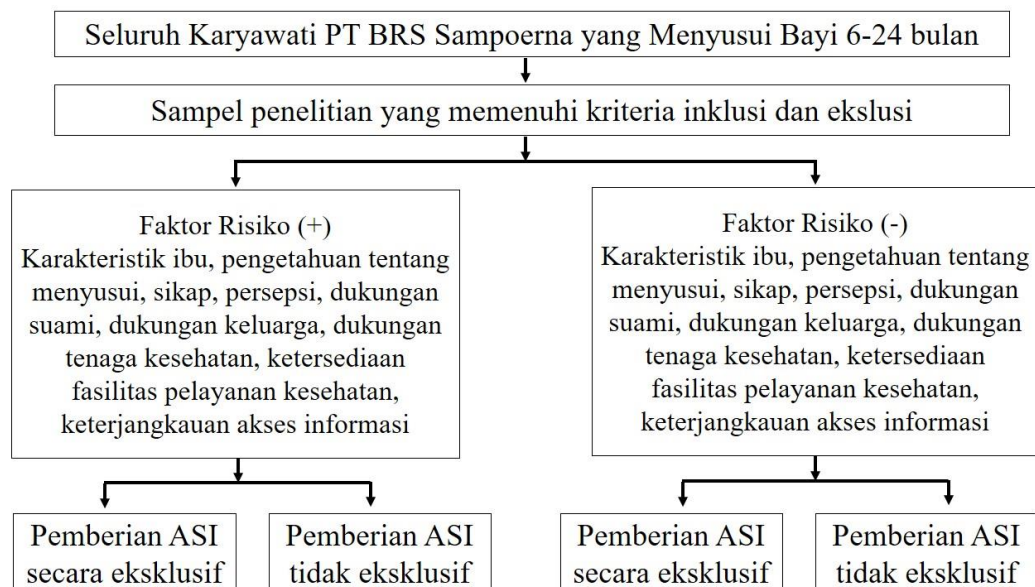 Seluruh Karyawati PT BRS Sampoerna yang Menyusui Bayi 6-24 bulan
Sampel penelitian yang memenuhi kriteria inklusi dan ekslusi
Faktor Risiko (+)
Karakteristik ibu, pengetahuan tentang
menyusui, sikap, persepsi, dukungan
suami, dukungan keluarga, dukungan
tenaga kesehatan, ketersediaan
fasilitas pelayanan kesehatan,
keterjangkauan akses informasi
Faktor Risiko (-)
Karakteristik ibu, pengetahuan tentang
menyusui, sikap, persepsi, dukungan
suami, dukungan keluarga, dukungan
tenaga kesehatan, ketersediaan
fasilitas pelayanan kesehatan,
keterjangkauan akses informasi
Pemberian ASI
secara eksklusif
Pemberian ASI
tidak eksklusif
Pemberian ASI
secara eksklusif
Pemberian ASI
tidak eksklusif